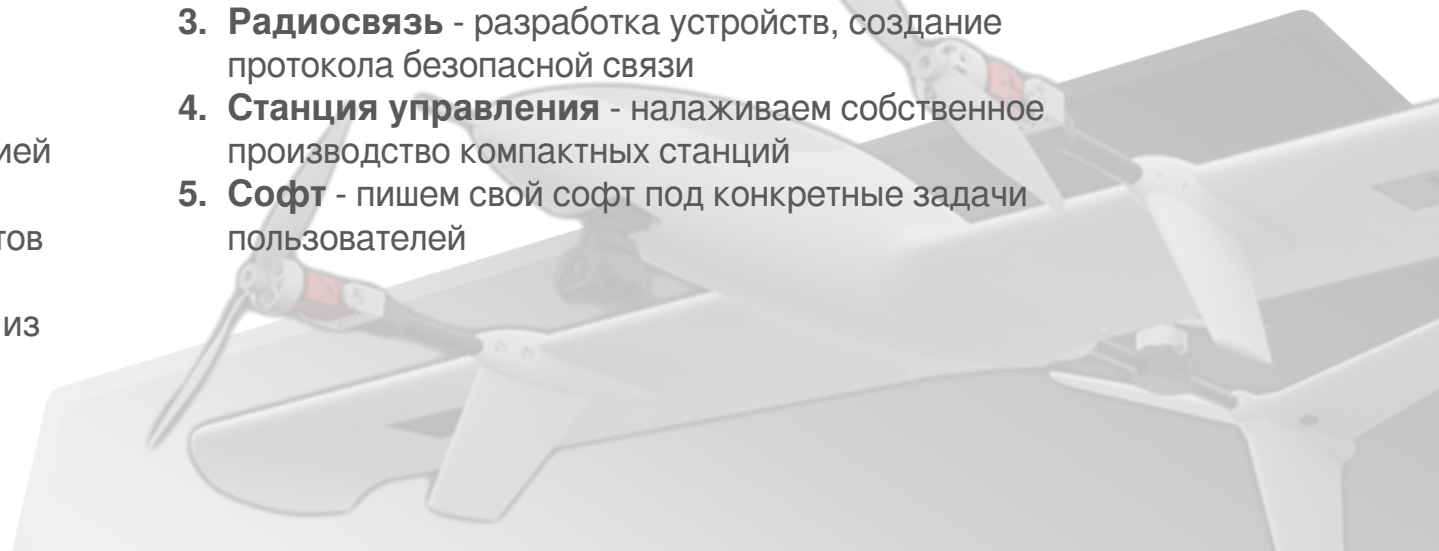 ией
тов
из
3. Радиосвязь - разработка устройств, создание
протокола безопасной связи
4. Станция управления - налаживаем собственное
производство компактных станций
5. Софт - пишем свой софт под конкретные задачи
пользователей